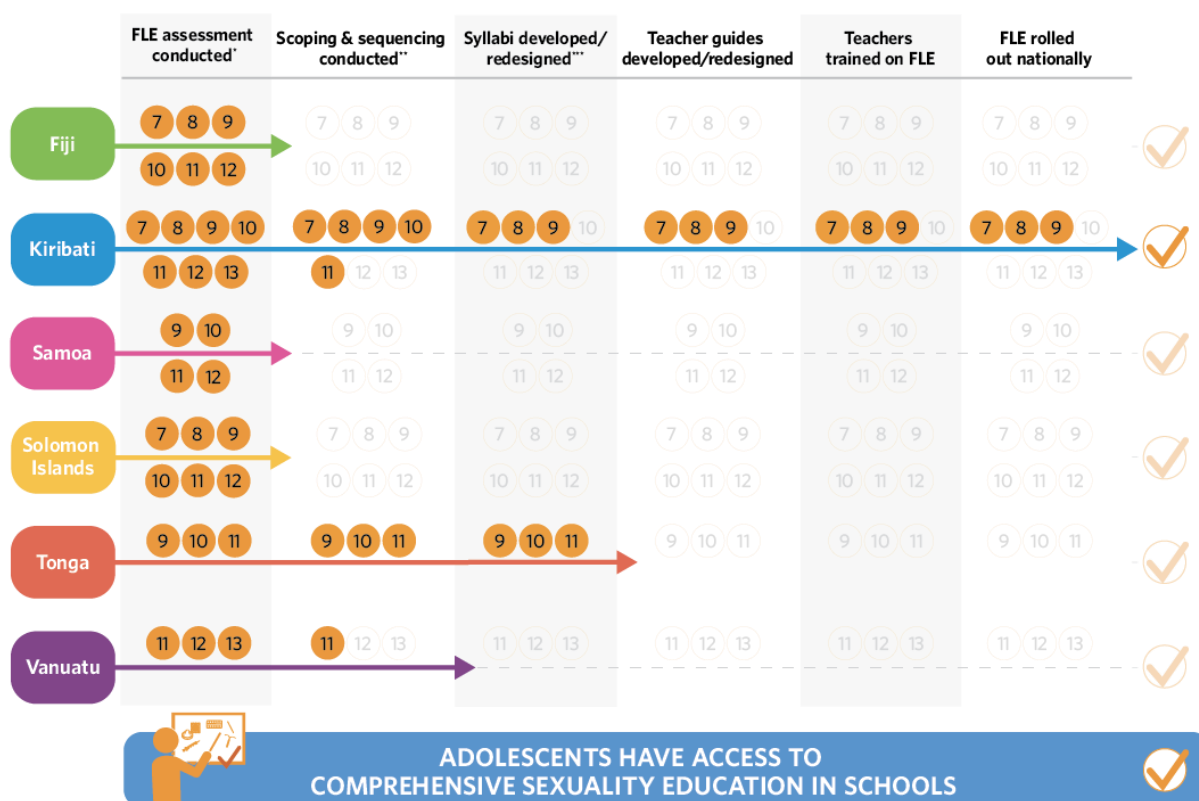 FLE assessment
conducted*
Scoping & sequencing
conducted**
Syllabi developed/
redesigned***
Teacher guides
developed/redesigned
Teachers
trained on FLE
FLE rolled
out nationally
Fiji
7 8 9 7 8 9 7 8 9 7 8 9 7 8 9 7 8 9
10 11 12 10 11 12 10 11 12 10 11 12 10 11 12 10 11 12
Kiribati
7 8 9 10 7 8 9 10 7 8 9 10 7 8 9 10 7 8 9 10 7 8 9 10
11 12 13 11 12 13 11 12 13 11 12 13 11 12 13 11 12 13
Samoa
9 10 9 10 9 10 9 10 9 10 9 10
11 12 11 12 11 12 11 12 11 12 11 12
Solomon
Islands
7 8 9 7 8 9 7 8 9 7 8 9 7 8 9 7 8 9
10 11 12 10 11 12 10 11 12 10 11 12 10 11 12 10 11 12
Tonga
9 10 11 9 10 11 9 10 11 9 10 11 9 10 11 9 10 11
Vanuatu
11 12 13 11 12 13 11 12 13 11 12 13 11 12 13 11 12 13
ADOLESCENTS HAVE ACCESS TO
COMPREHENSIVE SEXUALITY EDUCATION IN SCHOOLS